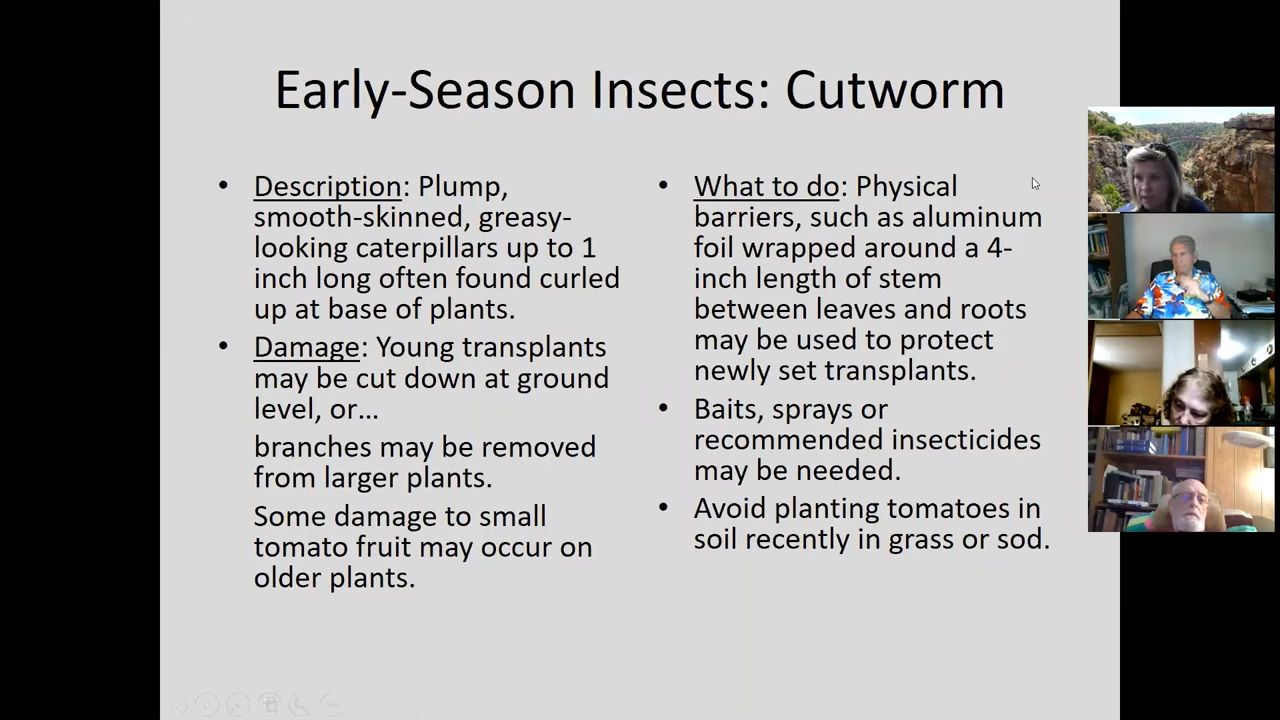 Early-Season Insects: Cutworm
• Description: Plump,
smooth-skinned, greasy-
looking caterpillars up to 1
inch long often found curled
up at base of plants.
• Damage: Young transplants
may be cut down at ground
level, or…
branches may be removed
from larger plants.
Some damage to small
tomato fruit may occur on
older plants.
• What to do: Physical
barriers, such as aluminum
foil wrapped around a 4-
inch length of stem
between leaves and roots
may be used to protect
newly set transplants.
• Baits, sprays or
recommended insecticides
may be needed.
• Avoid planting tomatoes in
soil recently in grass or sod.